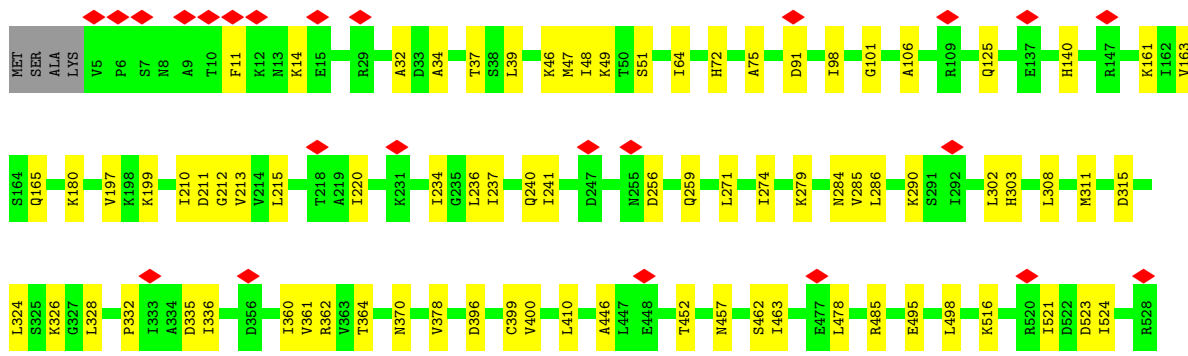 MET SER ALA LYS V5 P6 S7 N8 A9 T10 F11 K12 N13 K14 E15 R29 A32 D33 A34 T37 S38 L39 K46 M47 I48 K49 T50 S51 I64 H72 A75 D91 I98 G101 A106 R109 Q125 E137 H140 R147 K161 I162 V163
S164 Q165 K180 V197 K198 K199 I210 D211 G212 V213 V214 L215 T218 A219 I220 K231 I234 G235 L236 I237 Q240 I241 D247 N255 D256 Q259 L271 I274 K279 N284 V285 L286 K290 S291 I292 L302 H303 L308 M311 D315
L324 S325 K326 G327 L328 P332 I333 A334 D335 I336 D356 I360 V361 R362 V363 T364 N370 V378 D396 C399 V400 L410 A446 L447 E448 T452 N457 S462 I463 E477 L478 R485 E495 L498 K516 R520 I521 D522 D523 I524 R528